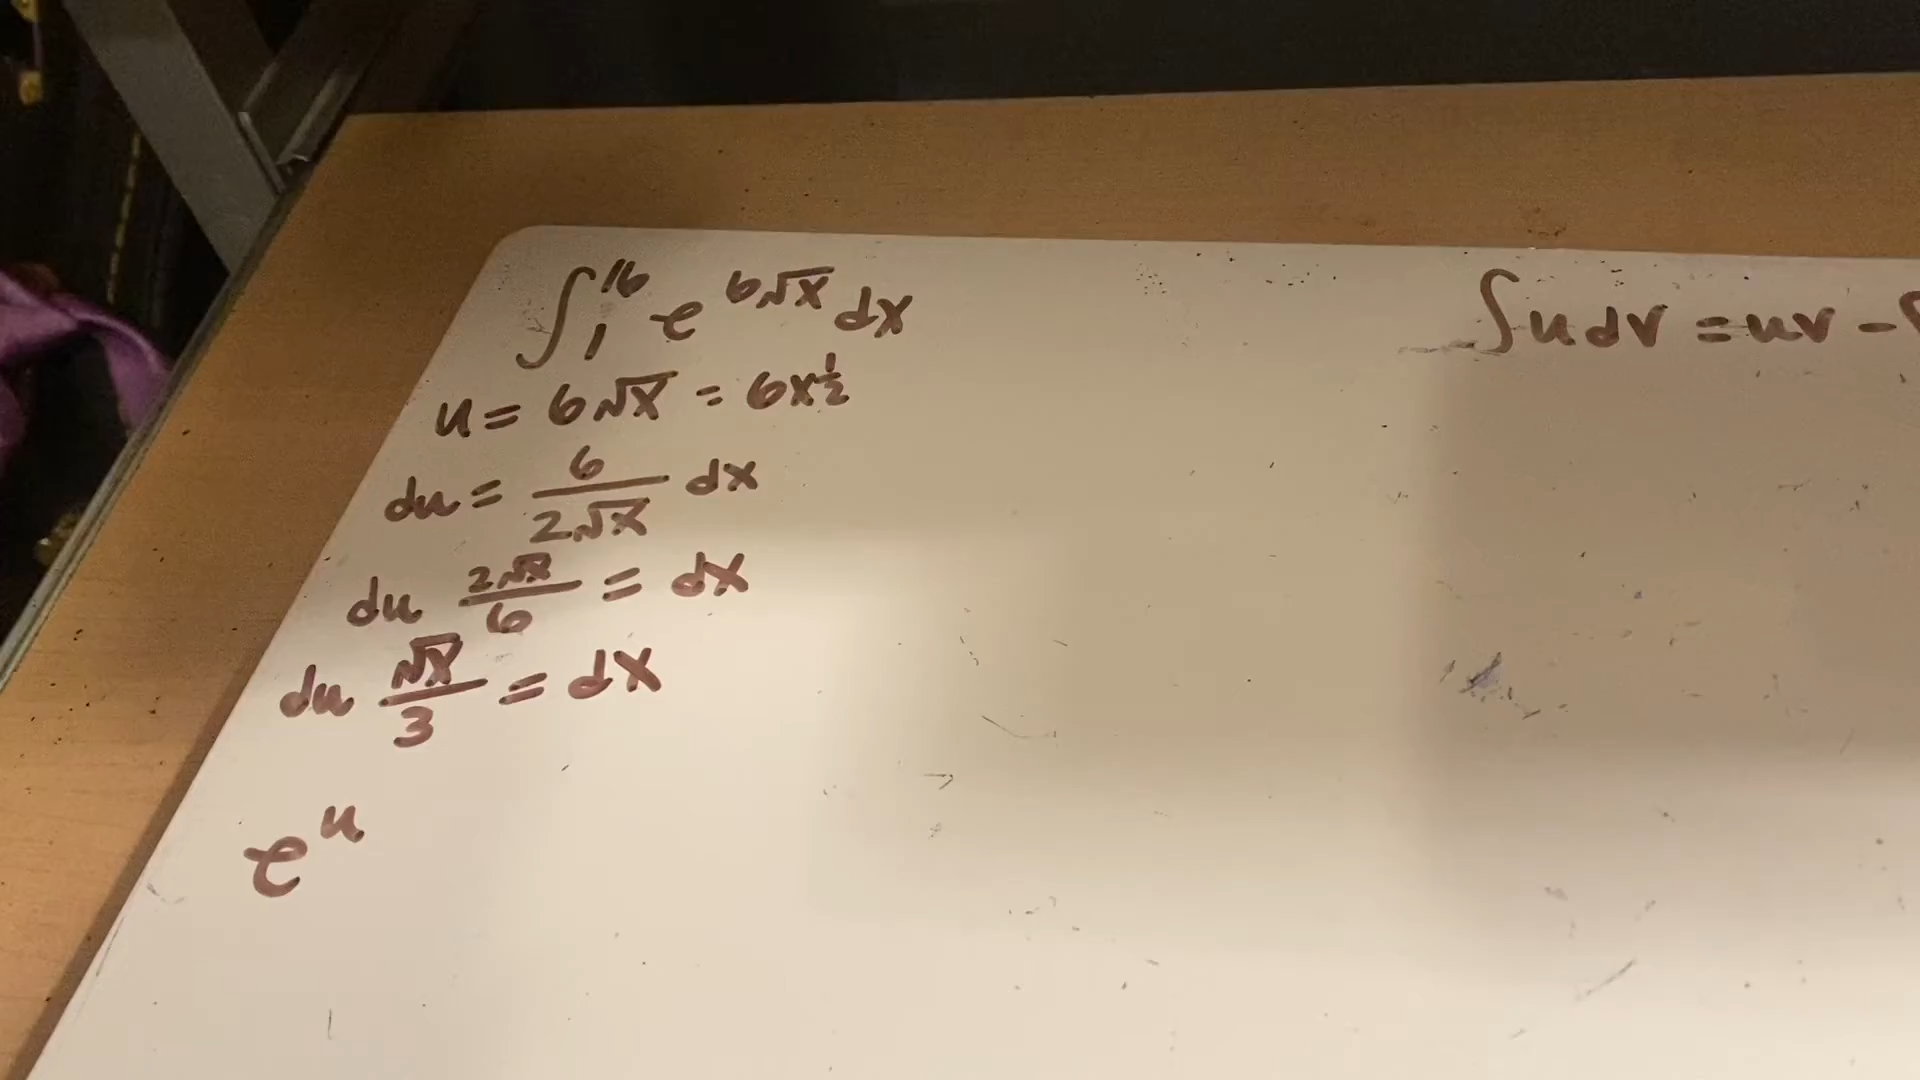 ∫₁¹⁶ e^(6√x) dx
u = 6√x = 6x^(1/2)
du = 6/(2√x) dx
du 2√x/6 = dx
du √x/3 = dx
e^u
∫u dv = uv -